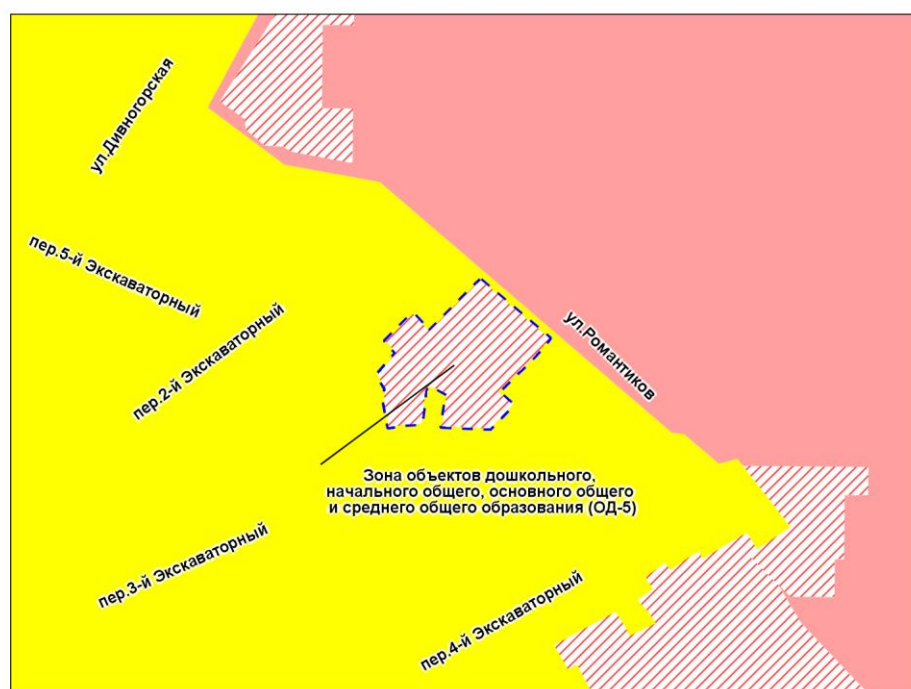 ул.Дивногорская
пер.5-й Экскаваторный
пер.2-й Экскаваторный
ул.Романтиков
Зона объектов дошкольного,
начального общего, основного общего
и среднего общего образования (ОД-5)
пер.3-й Экскаваторный
пер.4-й Экскаваторный